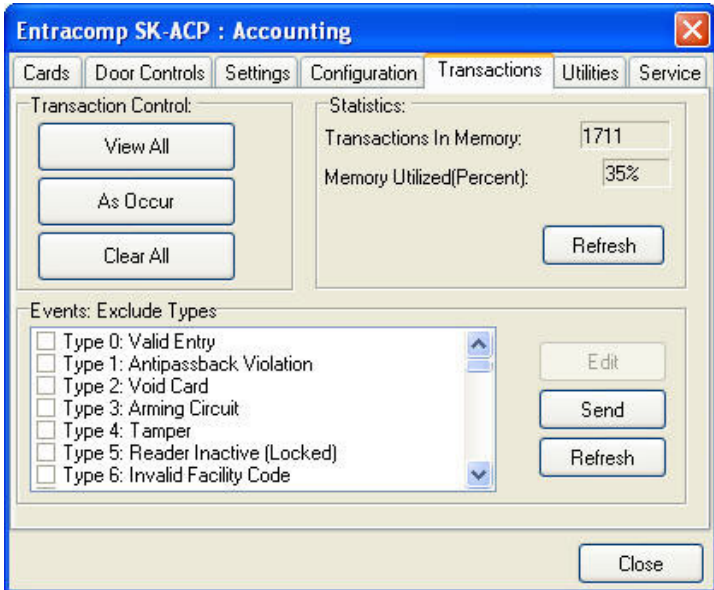 Entracomp SK-ACP : Accounting
Cards Door Controls Settings Configuration Transactions Utilities Service
Transaction Control:
View All
As Occur
Clear All
Statistics:
Transactions In Memory: 1711
Memory Utilized(Percent): 35%
Refresh
Events: Exclude Types
Type 0: Valid Entry
Type 1: Antipassback Violation
Type 2: Void Card
Type 3: Arming Circuit
Type 4: Tamper
Type 5: Reader Inactive (Locked)
Type 6: Invalid Facility Code
Edit
Send
Refresh
Close